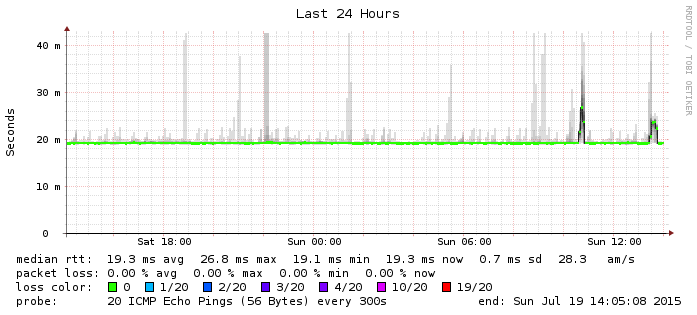 Last 24 Hours
RRDTOOL / TOBI OETIKER
Seconds
40 m
30 m
20 m
10 m
0
Sat 18:00 Sun 00:00 Sun 06:00 Sun 12:00
median rtt: 19.3 ms avg 26.8 ms max 19.1 ms min 19.3 ms now 0.7 ms sd 28.3 am/s
packet loss: 0.00 % avg 0.00 % max 0.00 % min 0.00 % now
loss color: 0 1/20 2/20 3/20 4/20 10/20 19/20
probe: 20 ICMP Echo Pings (56 Bytes) every 300s end: Sun Jul 19 14:05:08 2015